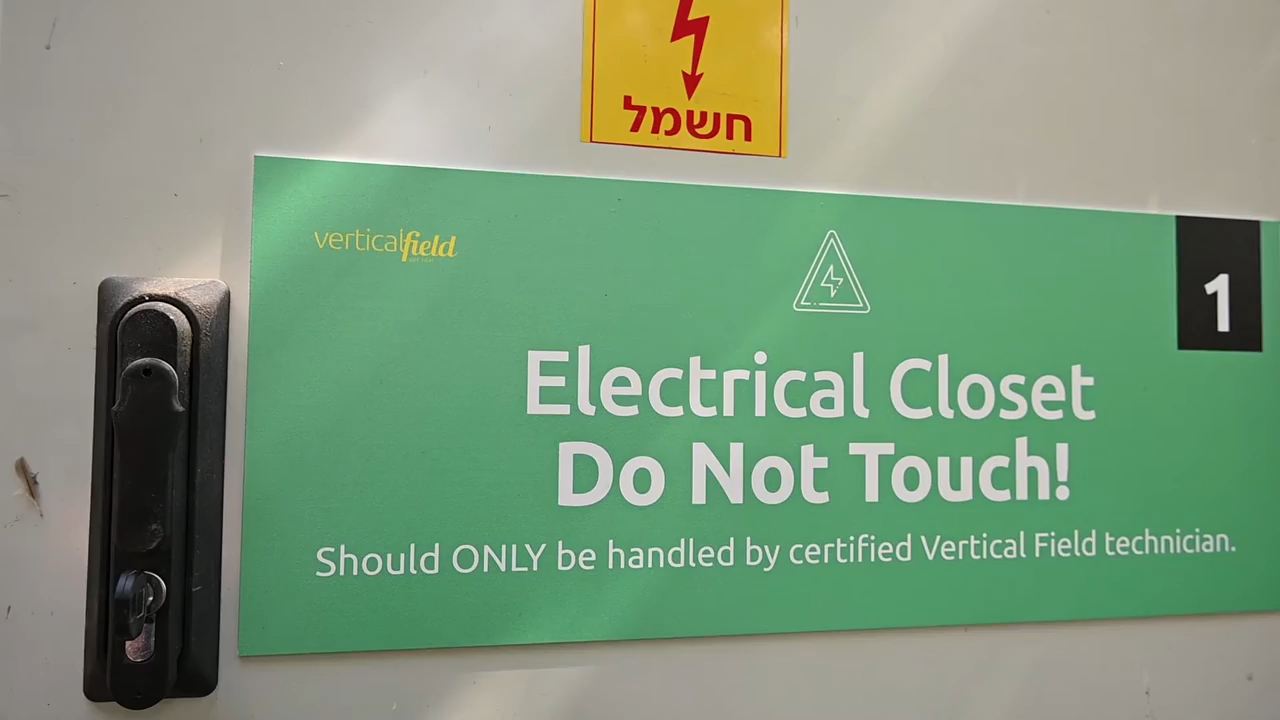 חשמל
verticalfield
1
Electrical Closet
Do Not Touch!
Should ONLY be handled by certified Vertical Field technician.